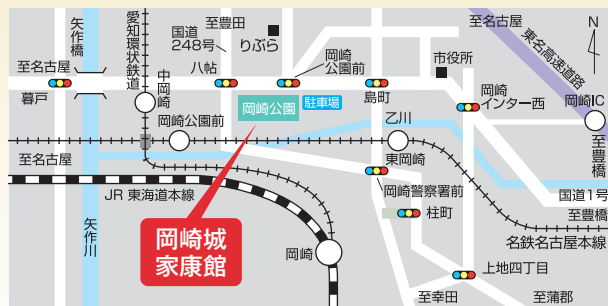 至名古屋
矢作橋
愛知環状鉄道
至豊田
国道
248号
りぶら
八帖
岡崎
公園前
市役所
至名古屋
東名高速道路
N
暮戸
中岡崎
岡崎公園
駐車場
島町
岡崎
インター西
岡崎IC
岡崎公園前
乙川
至名古屋
東岡崎
至豊橋
JR 東海道本線
岡崎警察署前
国道1号
至豊橋
柱町
矢作川
岡崎城
家康館
岡崎
名鉄名古屋本線
上地四丁目
至幸田
至蒲郡